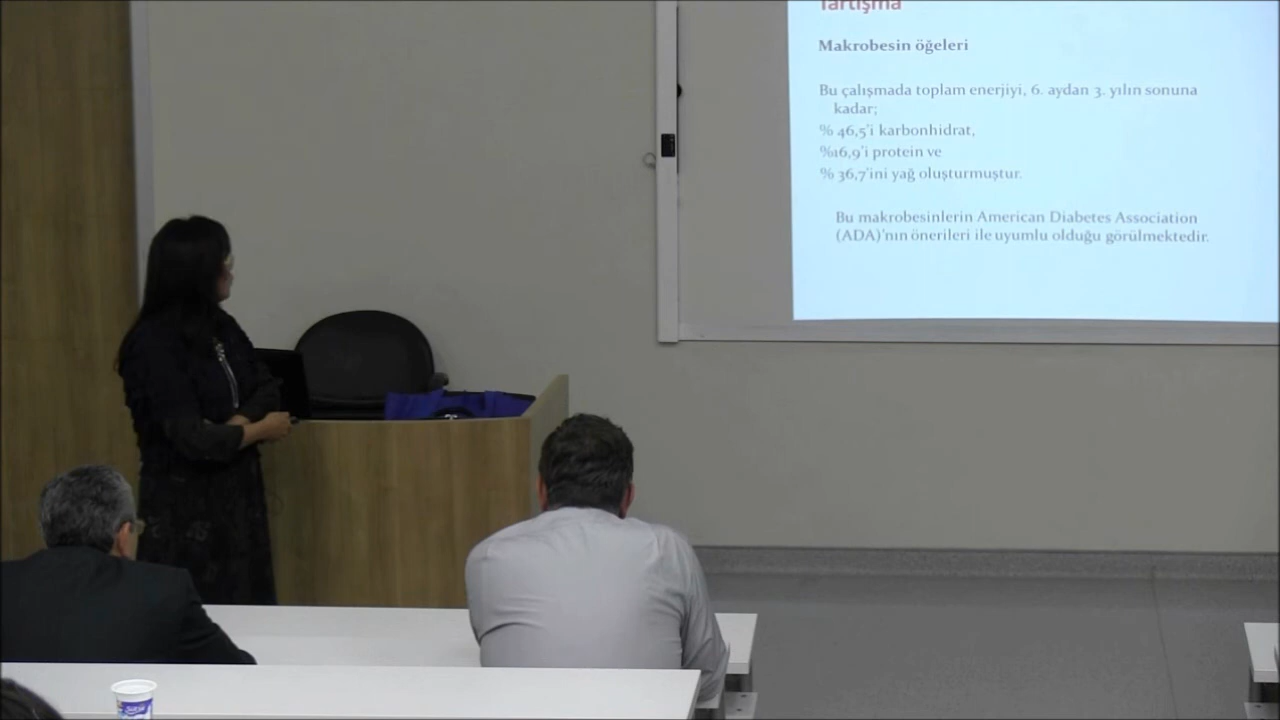 Tartışma
Makrobesin öğeleri
Bu çalışmada toplam enerjiyi, 6. aydan 3. yılın sonuna
kadar;
% 46,5'i karbonhidrat,
%16,9'i protein ve
% 36,7'ini yağ oluşturmuştur.
Bu makrobesinlerin American Diabetes Association
(ADA)'nın önerileri ile uyumlu olduğu görülmektedir.